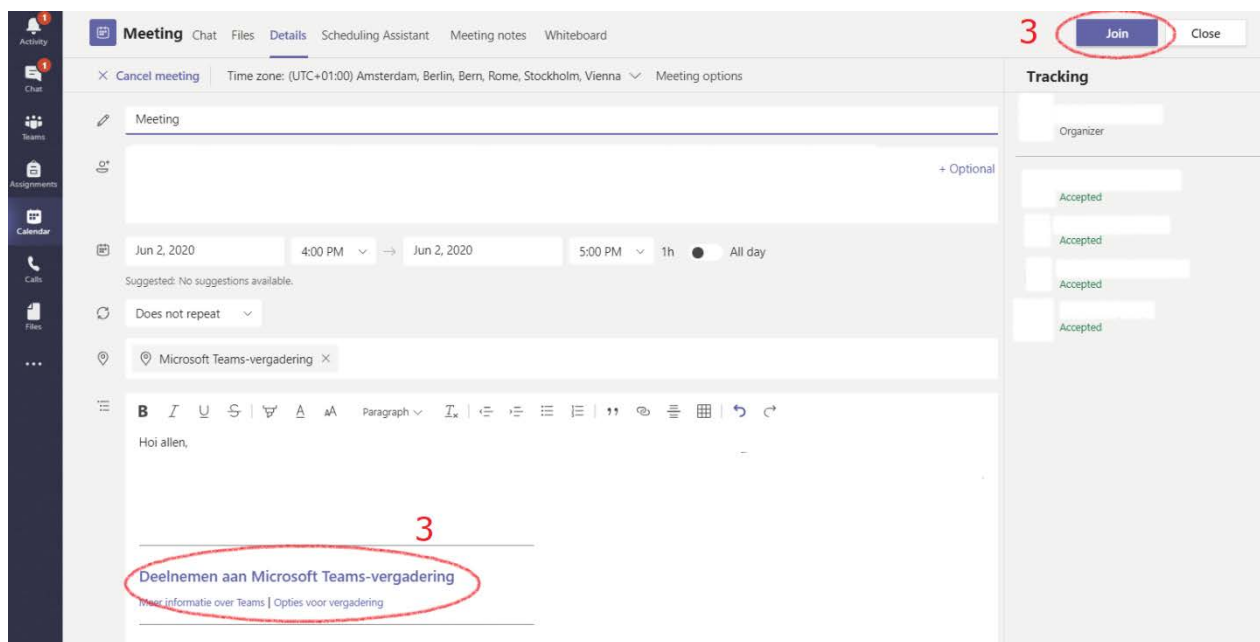 Activity 1
Meeting Chat Files Details Scheduling Assistant Meeting notes Whiteboard
3 Join Close
Chat 1
Cancel meeting Time zone: (UTC+01:00) Amsterdam, Berlin, Bern, Rome, Stockholm, Vienna Meeting options
Tracking
Teams
Meeting
Organizer
Assignments
+ Optional
Accepted
Calendar
Accepted
Jun 2, 2020 4:00 PM → Jun 2, 2020 5:00 PM 1h All day
Calls
Suggested: No suggestions available.
Accepted
Files
Does not repeat
Accepted
Microsoft Teams-vergadering ×
B I U S A AA Paragraph Tx
Hoi allen,
3
Deelnemen aan Microsoft Teams-vergadering
Meer informatie over Teams | Opties voor vergadering